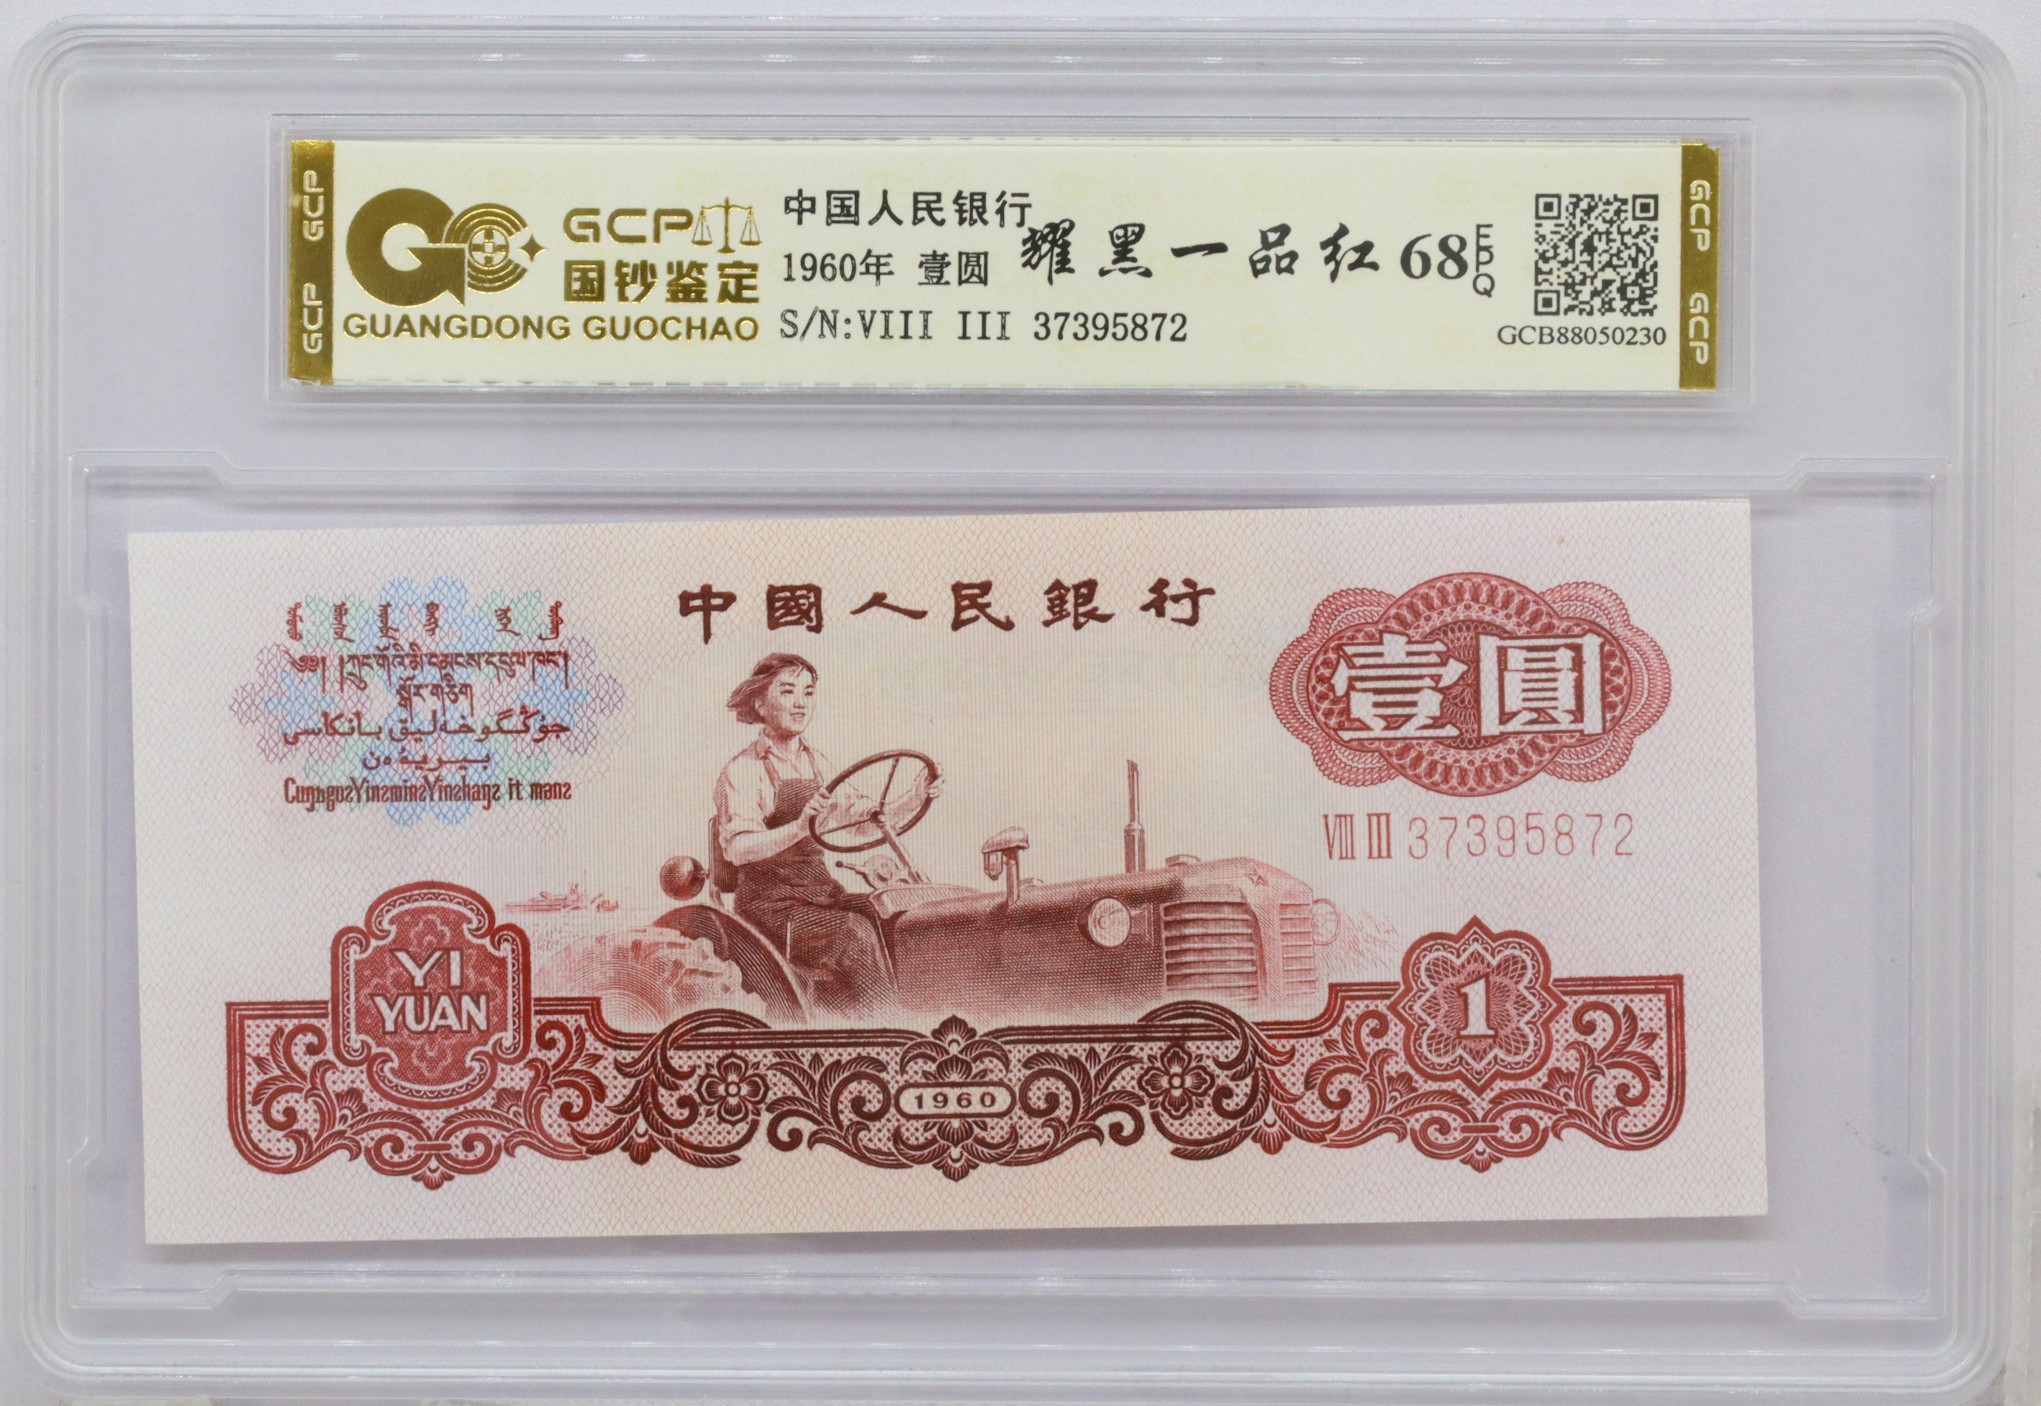 GCP
GCP
GC
GCP
国钞鉴定
GUANGDONG GUOCHAO
中国人民银行
1960年 壹圆
S/N:VIII III 37395872
耀黑一品红
68
EPQ
GCB88050230
GCP
GCP
中國人民銀行
壹圓
VIII III 37395872
YI
YUAN
1960
1